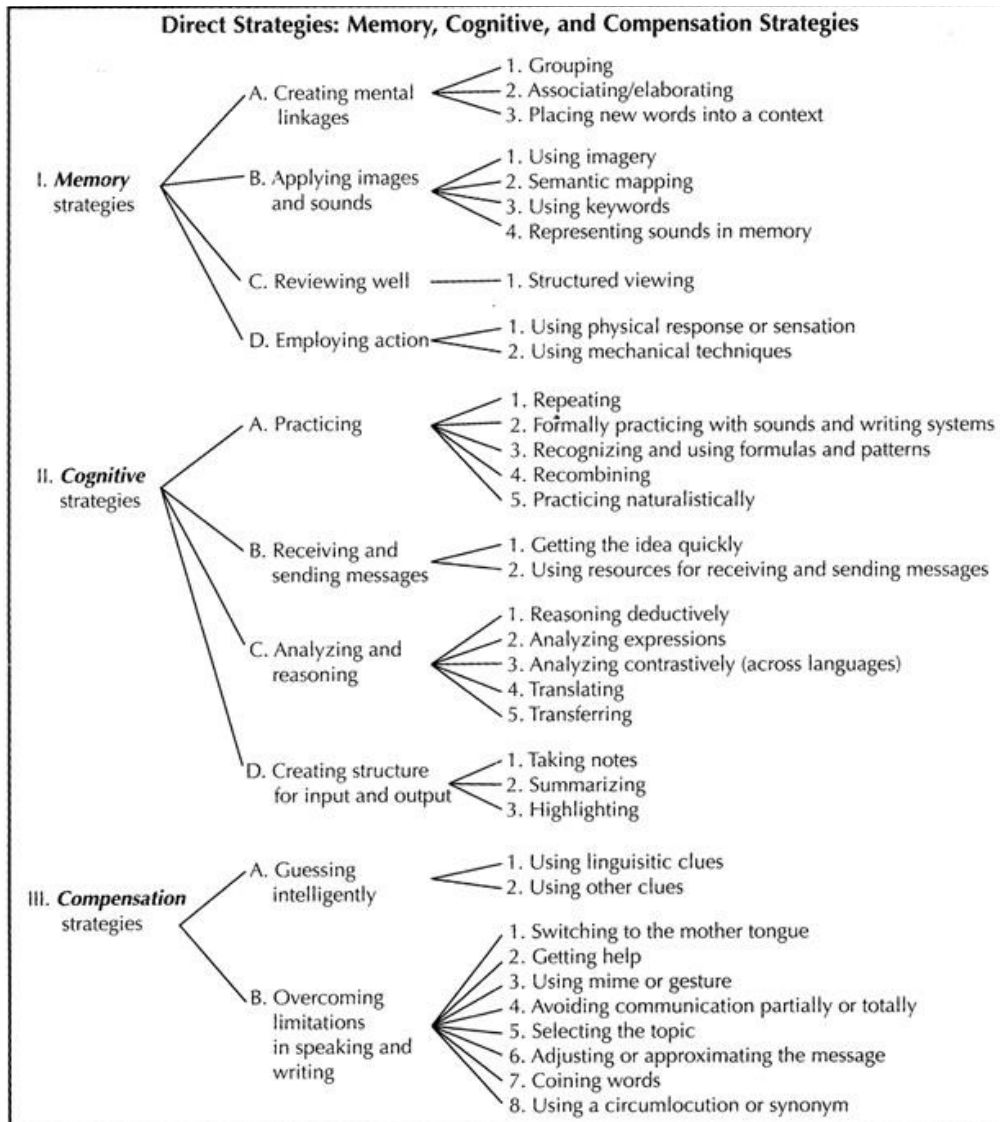 Direct Strategies: Memory, Cognitive, and Compensation Strategies
I. Memory
strategies
A. Creating mental
linkages
1. Grouping
2. Associating/elaborating
3. Placing new words into a context
B. Applying images
and sounds
1. Using imagery
2. Semantic mapping
3. Using keywords
4. Representing sounds in memory
C. Reviewing well
1. Structured viewing
D. Employing action
1. Using physical response or sensation
2. Using mechanical techniques
II. Cognitive
strategies
A. Practicing
1. Repeating
2. Formally practicing with sounds and writing systems
3. Recognizing and using formulas and patterns
4. Recombining
5. Practicing naturalistically
B. Receiving and
sending messages
1. Getting the idea quickly
2. Using resources for receiving and sending messages
C. Analyzing and
reasoning
1. Reasoning deductively
2. Analyzing expressions
3. Analyzing contrastively (across languages)
4. Translating
5. Transferring
D. Creating structure
for input and output
1. Taking notes
2. Summarizing
3. Highlighting
III. Compensation
strategies
A. Guessing
intelligently
1. Using linguisitic clues
2. Using other clues
B. Overcoming
limitations
in speaking and
writing
1. Switching to the mother tongue
2. Getting help
3. Using mime or gesture
4. Avoiding communication partially or totally
5. Selecting the topic
6. Adjusting or approximating the message
7. Coining words
8. Using a circumlocution or synonym